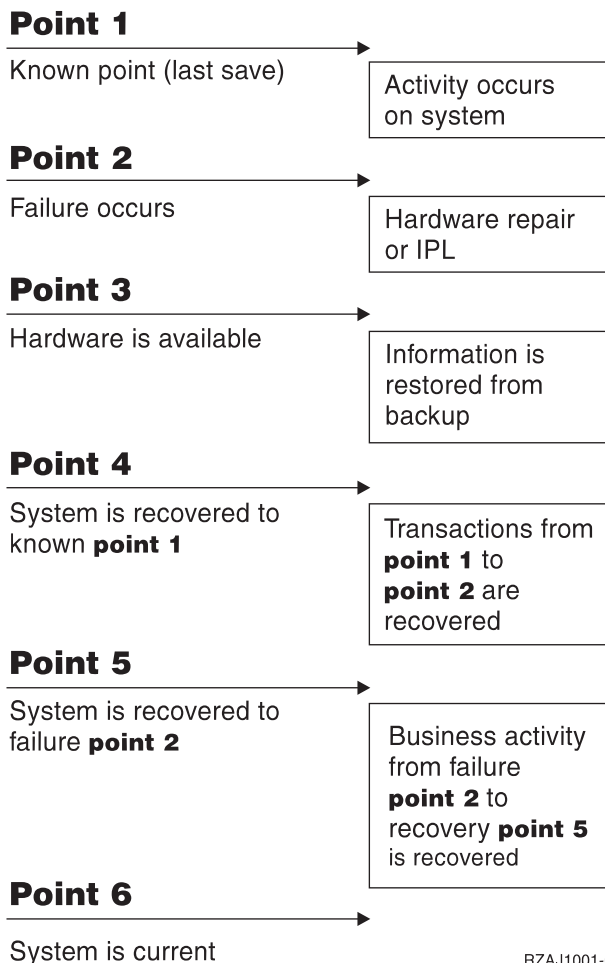 Point 1
Known point (last save)
Activity occurs
on system
Point 2
Failure occurs
Hardware repair
or IPL
Point 3
Hardware is available
Information is
restored from
backup
Point 4
System is recovered to
known point 1
Transactions from
point 1 to
point 2 are
recovered
Point 5
System is recovered to
failure point 2
Business activity
from failure
point 2 to
recovery point 5
is recovered
Point 6
System is current
RZAJ1001-